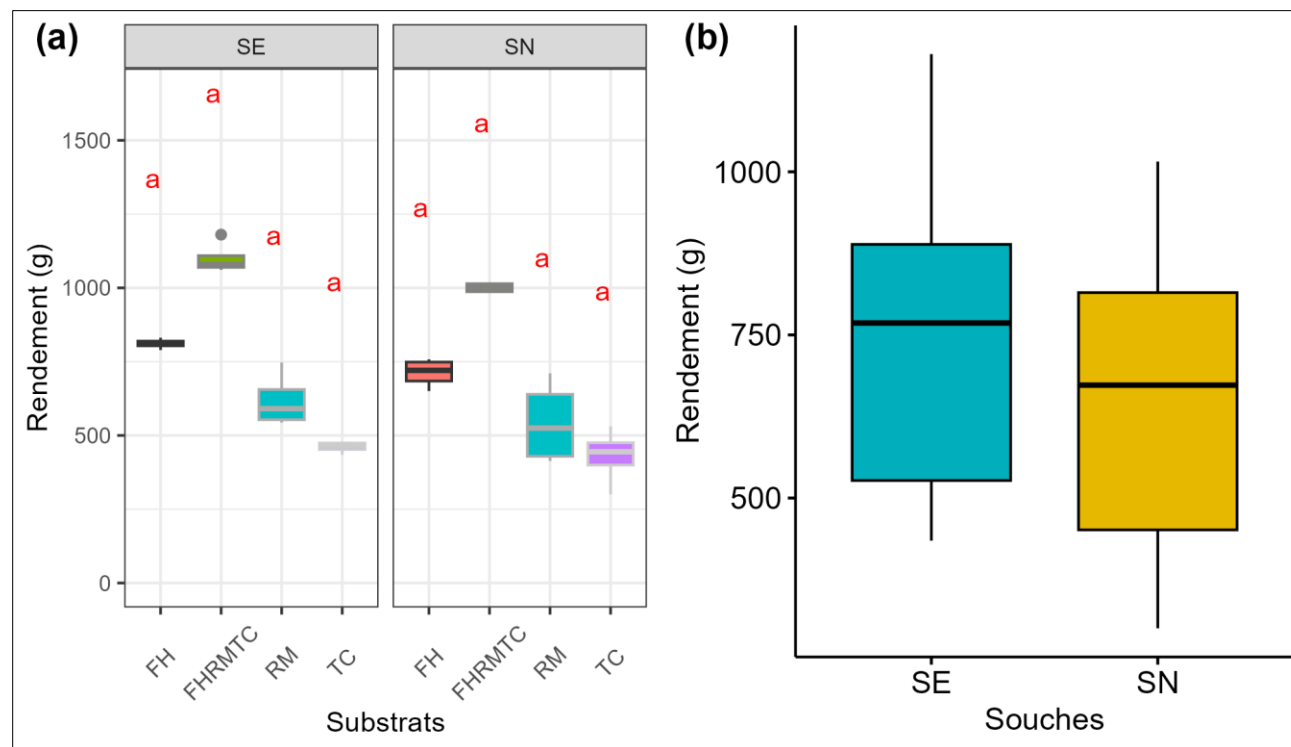 (a)
SE
SN
Rendement (g)
1500
1000
500
0
a
a
a
a
a
a
a
a
FH
FHRMTC
RM
TC
FH
FHRMTC
RM
TC
Substrats
(b)
Rendement (g)
1000
750
500
SE
SN
Souches